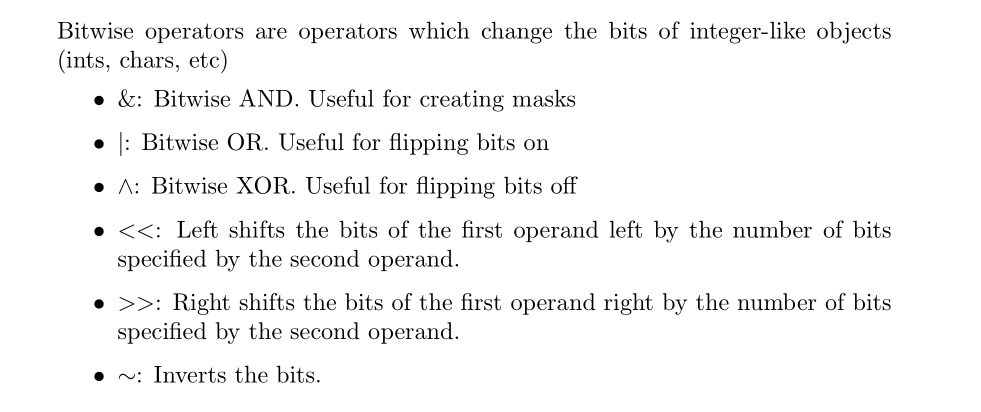 Bitwise operators are operators which change the bits of integer-like objects
(ints, chars, etc)
• &: Bitwise AND. Useful for creating masks
• |: Bitwise OR. Useful for flipping bits on
• ∧: Bitwise XOR. Useful for flipping bits off
• <<: Left shifts the bits of the first operand left by the number of bits
specified by the second operand.
• >>: Right shifts the bits of the first operand right by the number of bits
specified by the second operand.
• ∼: Inverts the bits.